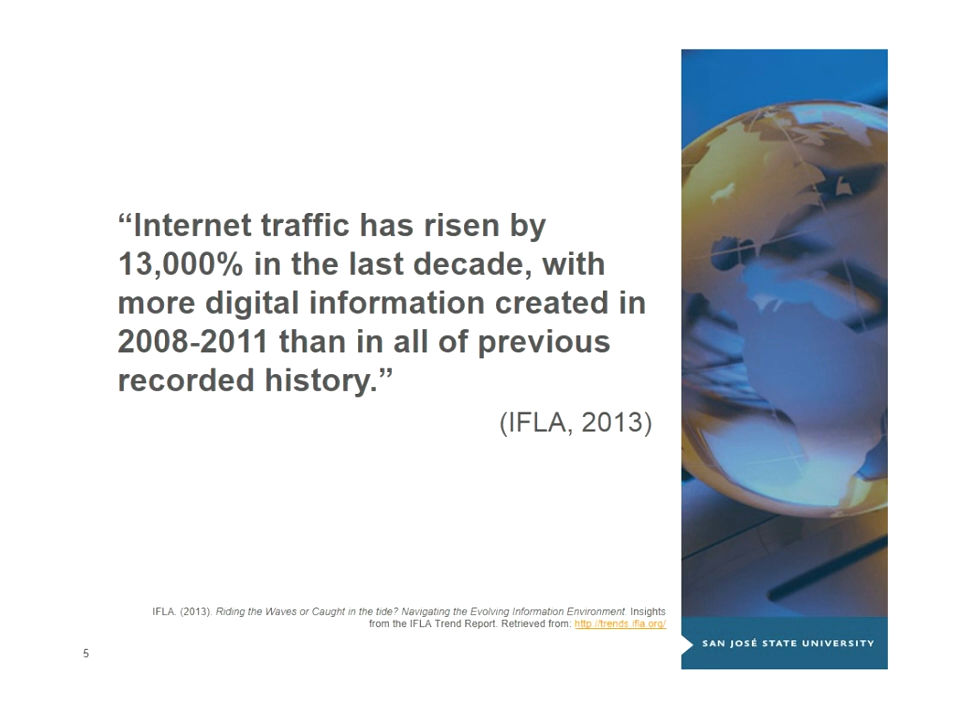 “Internet traffic has risen by
13,000% in the last decade, with
more digital information created in
2008-2011 than in all of previous
recorded history.”
(IFLA, 2013)
IFLA. (2013). Riding the Waves or Caught in the tide? Navigating the Evolving Information Environment. Insights
from the IFLA Trend Report. Retrieved from: http://trends.ifla.org/
5
SAN JOSÉ STATE UNIVERSITY